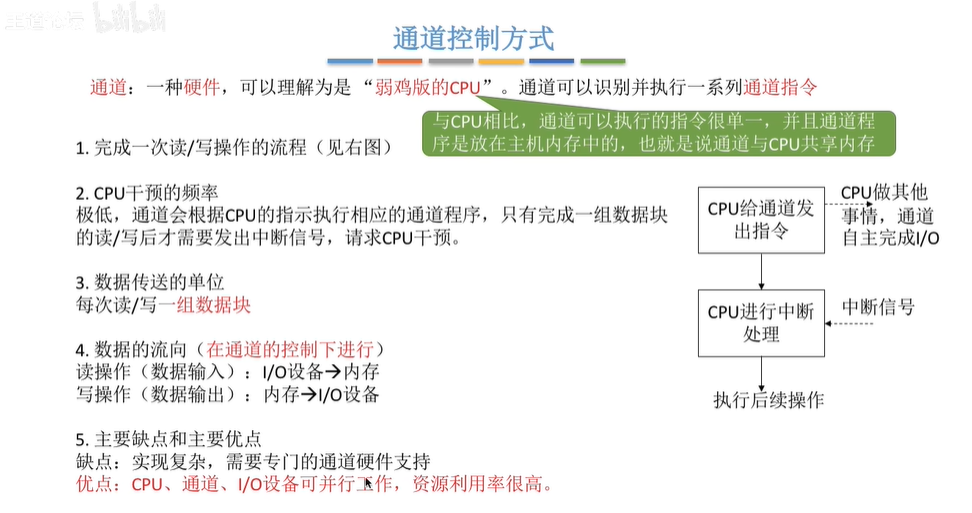 bilibili
通道控制方式
通道：一种硬件，可以理解为是“弱鸡版的CPU”。通道可以识别并执行一系列通道指令
与CPU相比，通道可以执行的指令很单一，并且通道程
序是放在主机内存中的，也就是说通道与CPU共享内存
1. 完成一次读/写操作的流程（见右图）
2. CPU干预的频率
极低，通道会根据CPU的指示执行相应的通道程序，只有完成一组数据块
的读/写后才需要发出中断信号，请求CPU干预。
3. 数据传送的单位
每次读/写一组数据块
4. 数据的流向（在通道的控制下进行）
读操作（数据输入）：I/O设备→内存
写操作（数据输出）：内存→I/O设备
5. 主要缺点和主要优点
缺点：实现复杂，需要专门的通道硬件支持
优点：CPU、通道、I/O设备可并行工作，资源利用率很高。
CPU给通道发
出指令
CPU做其他
事情，通道
自主完成I/O
CPU进行中断
处理
中断信号
执行后续操作